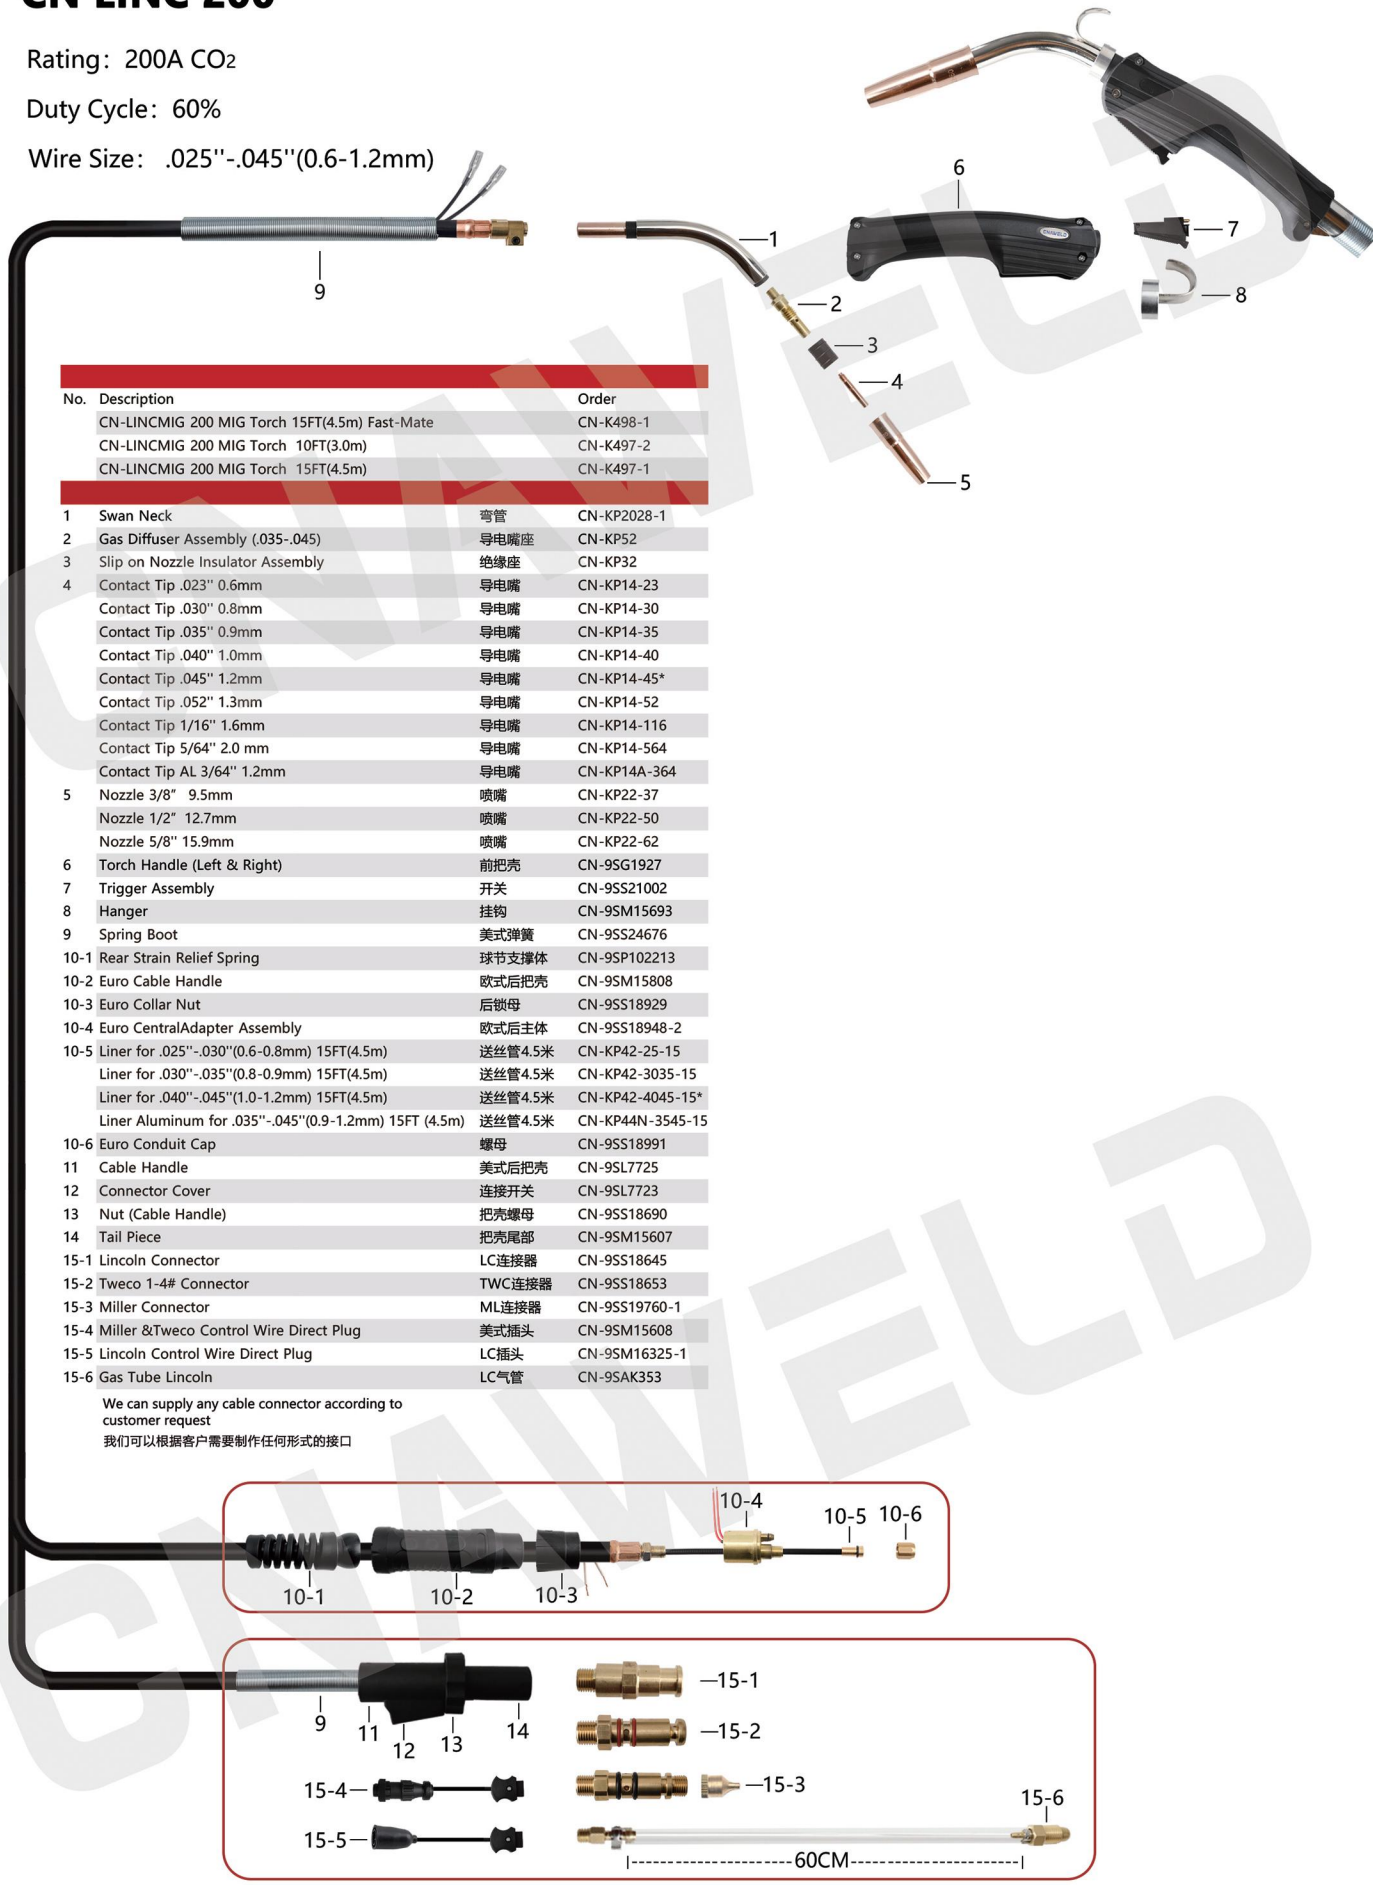 CN-LINC 200
Rating: 200A CO2
Duty Cycle: 60%
Wire Size: .025''-.045''(0.6-1.2mm)
6
7
8
9
1
2
3
4
5
No. Description Order
CN-LINCMIG 200 MIG Torch 15FT(4.5m) Fast-Mate CN-K498-1
CN-LINCMIG 200 MIG Torch 10FT(3.0m) CN-K497-2
CN-LINCMIG 200 MIG Torch 15FT(4.5m) CN-K497-1
1 Swan Neck 弯管 CN-KP2028-1
2 Gas Diffuser Assembly (.035-.045) 导电嘴座 CN-KP52
3 Slip on Nozzle Insulator Assembly 绝缘座 CN-KP32
4 Contact Tip .023'' 0.6mm 导电嘴 CN-KP14-23
Contact Tip .030'' 0.8mm 导电嘴 CN-KP14-30
Contact Tip .035'' 0.9mm 导电嘴 CN-KP14-35
Contact Tip .040'' 1.0mm 导电嘴 CN-KP14-40
Contact Tip .045'' 1.2mm 导电嘴 CN-KP14-45*
Contact Tip .052'' 1.3mm 导电嘴 CN-KP14-52
Contact Tip 1/16'' 1.6mm 导电嘴 CN-KP14-116
Contact Tip 5/64'' 2.0 mm 导电嘴 CN-KP14-564
Contact Tip AL 3/64'' 1.2mm 导电嘴 CN-KP14A-364
5 Nozzle 3/8″ 9.5mm 喷嘴 CN-KP22-37
Nozzle 1/2″ 12.7mm 喷嘴 CN-KP22-50
Nozzle 5/8'' 15.9mm 喷嘴 CN-KP22-62
6 Torch Handle (Left & Right) 前把壳 CN-9SG1927
7 Trigger Assembly 开关 CN-9SS21002
8 Hanger 挂钩 CN-9SM15693
9 Spring Boot 美式弹簧 CN-9SS24676
10-1 Rear Strain Relief Spring 球节支撑体 CN-9SP102213
10-2 Euro Cable Handle 欧式后把壳 CN-9SM15808
10-3 Euro Collar Nut 后锁母 CN-9SS18929
10-4 Euro CentralAdapter Assembly 欧式后主体 CN-9SS18948-2
10-5 Liner for .025''-.030''(0.6-0.8mm) 15FT(4.5m) 送丝管4.5米 CN-KP42-25-15
Liner for .030''-.035''(0.8-0.9mm) 15FT(4.5m) 送丝管4.5米 CN-KP42-3035-15
Liner for .040''-.045''(1.0-1.2mm) 15FT(4.5m) 送丝管4.5米 CN-KP42-4045-15*
Liner Aluminum for .035''-.045''(0.9-1.2mm) 15FT (4.5m) 送丝管4.5米 CN-KP44N-3545-15
10-6 Euro Conduit Cap 螺母 CN-9SS18991
11 Cable Handle 美式后把壳 CN-9SL7725
12 Connector Cover 连接开关 CN-9SL7723
13 Nut (Cable Handle) 把壳螺母 CN-9SS18690
14 Tail Piece 把壳尾部 CN-9SM15607
15-1 Lincoln Connector LC连接器 CN-9SS18645
15-2 Tweco 1-4# Connector TWC连接器 CN-9SS18653
15-3 Miller Connector ML连接器 CN-9SS19760-1
15-4 Miller &Tweco Control Wire Direct Plug 美式插头 CN-9SM15608
15-5 Lincoln Control Wire Direct Plug LC插头 CN-9SM16325-1
15-6 Gas Tube Lincoln LC气管 CN-9SAK353
We can supply any cable connector according to
customer request
我们可以根据客户需要制作任何形式的接口
10-4
10-5
10-6
10-1
10-2
10-3
9
11
12
13
14
15-1
15-2
15-3
15-4
15-5
15-6
60CM
CNAWELD
CNAWELD
CNAWELD